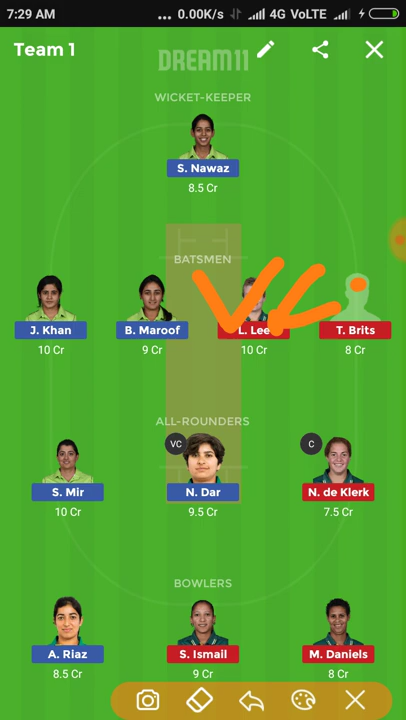 7:29 AM ... 0.00K/s 4G VoLTE
Team 1
DREAM11
WICKET-KEEPER
S. Nawaz
8.5 Cr
BATSMEN
J. Khan B. Maroof L. Lee T. Brits
10 Cr 9 Cr 10 Cr 8 Cr
ALL-ROUNDERS
VC C
S. Mir N. Dar N. de Klerk
10 Cr 9.5 Cr 7.5 Cr
BOWLERS
A. Riaz S. Ismail M. Daniels
8.5 Cr 9 Cr 8 Cr